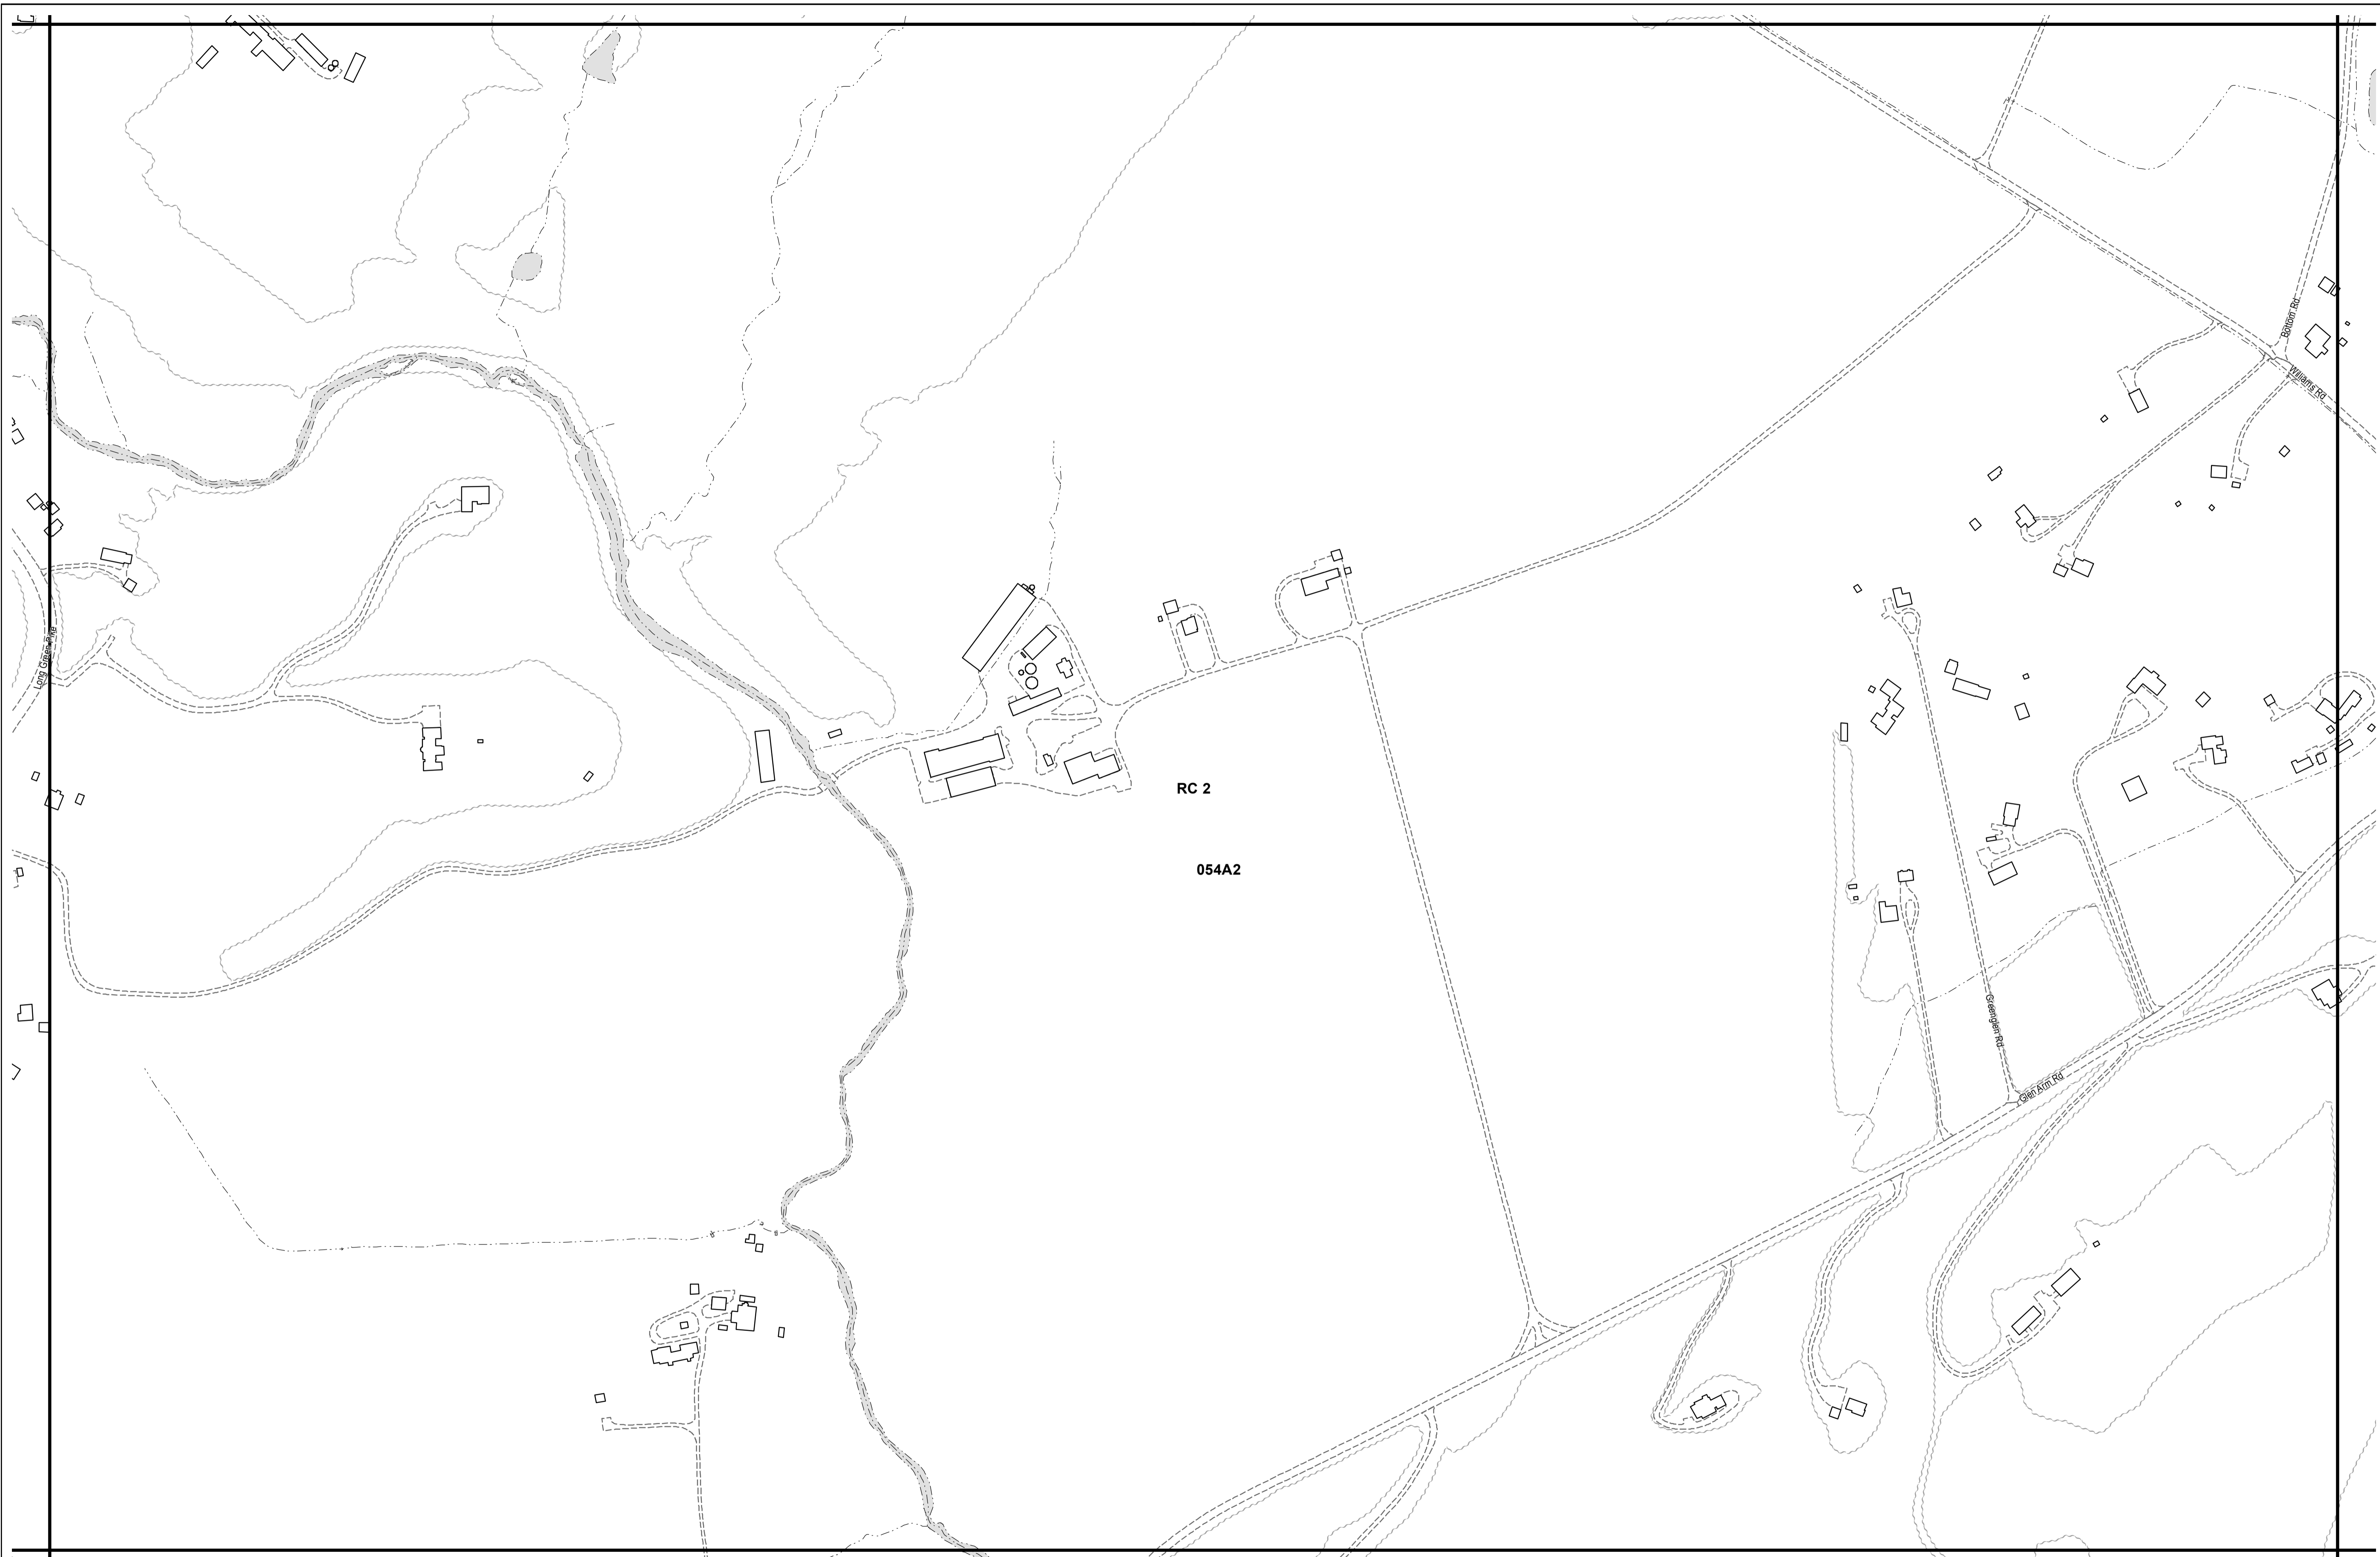 Bottom Rd
Williams Rd
Long Green Pike
RC 2
054A2
Greenglen Rd
Glen Arm Rd